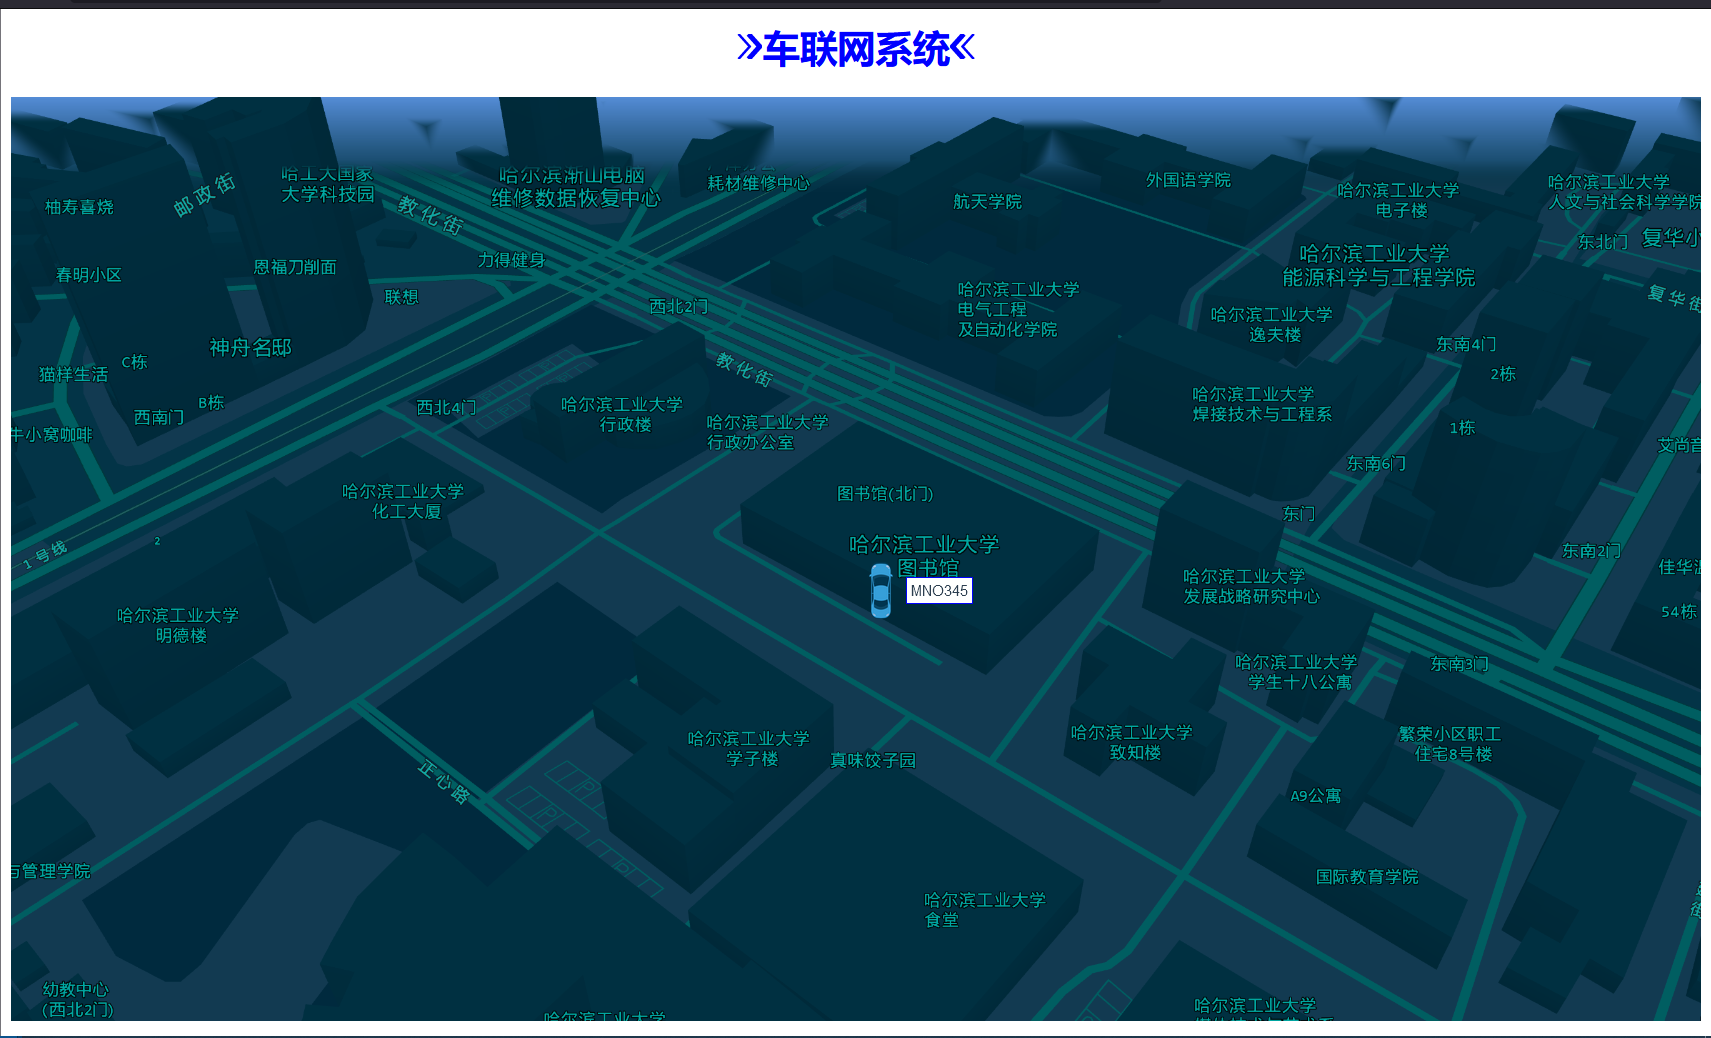 »车联网系统«
哈工大国家
大学科技园
哈尔滨渐山电脑
维修数据恢复中心
耗材维修中心
外国语学院
哈尔滨工业大学
电子楼
哈尔滨工业大学
人文与社会科学学院
柚寿喜烧
邮政街
教化街
航天学院
东北门
复华小
哈尔滨工业大学
能源科学与工程学院
春明小区
恩福刀削面
力得健身
联想
西北2门
哈尔滨工业大学
电气工程
及自动化学院
复华街
哈尔滨工业大学
逸夫楼
神舟名邸
东南4门
C栋
猫样生活
教化街
2栋
B栋
西南门
西北4门
哈尔滨工业大学
行政楼
哈尔滨工业大学
行政办公室
哈尔滨工业大学
焊接技术与工程系
牛小窝咖啡
1栋
艾尚音
东南6门
哈尔滨工业大学
化工大厦
图书馆(北门)
东门
1号线
2
哈尔滨工业大学
图书馆
东南2门
佳华温
MNO345
哈尔滨工业大学
发展战略研究中心
哈尔滨工业大学
明德楼
54栋
哈尔滨工业大学
学生十八公寓
东南3门
哈尔滨工业大学
学子楼
真味饺子园
哈尔滨工业大学
致知楼
繁荣小区职工
住宅8号楼
正心路
P
P
P
A9公寓
与管理学院
国际教育学院
哈尔滨工业大学
食堂
街
幼教中心
(西北2门)
哈尔滨工业大学
哈尔滨工业大学
P